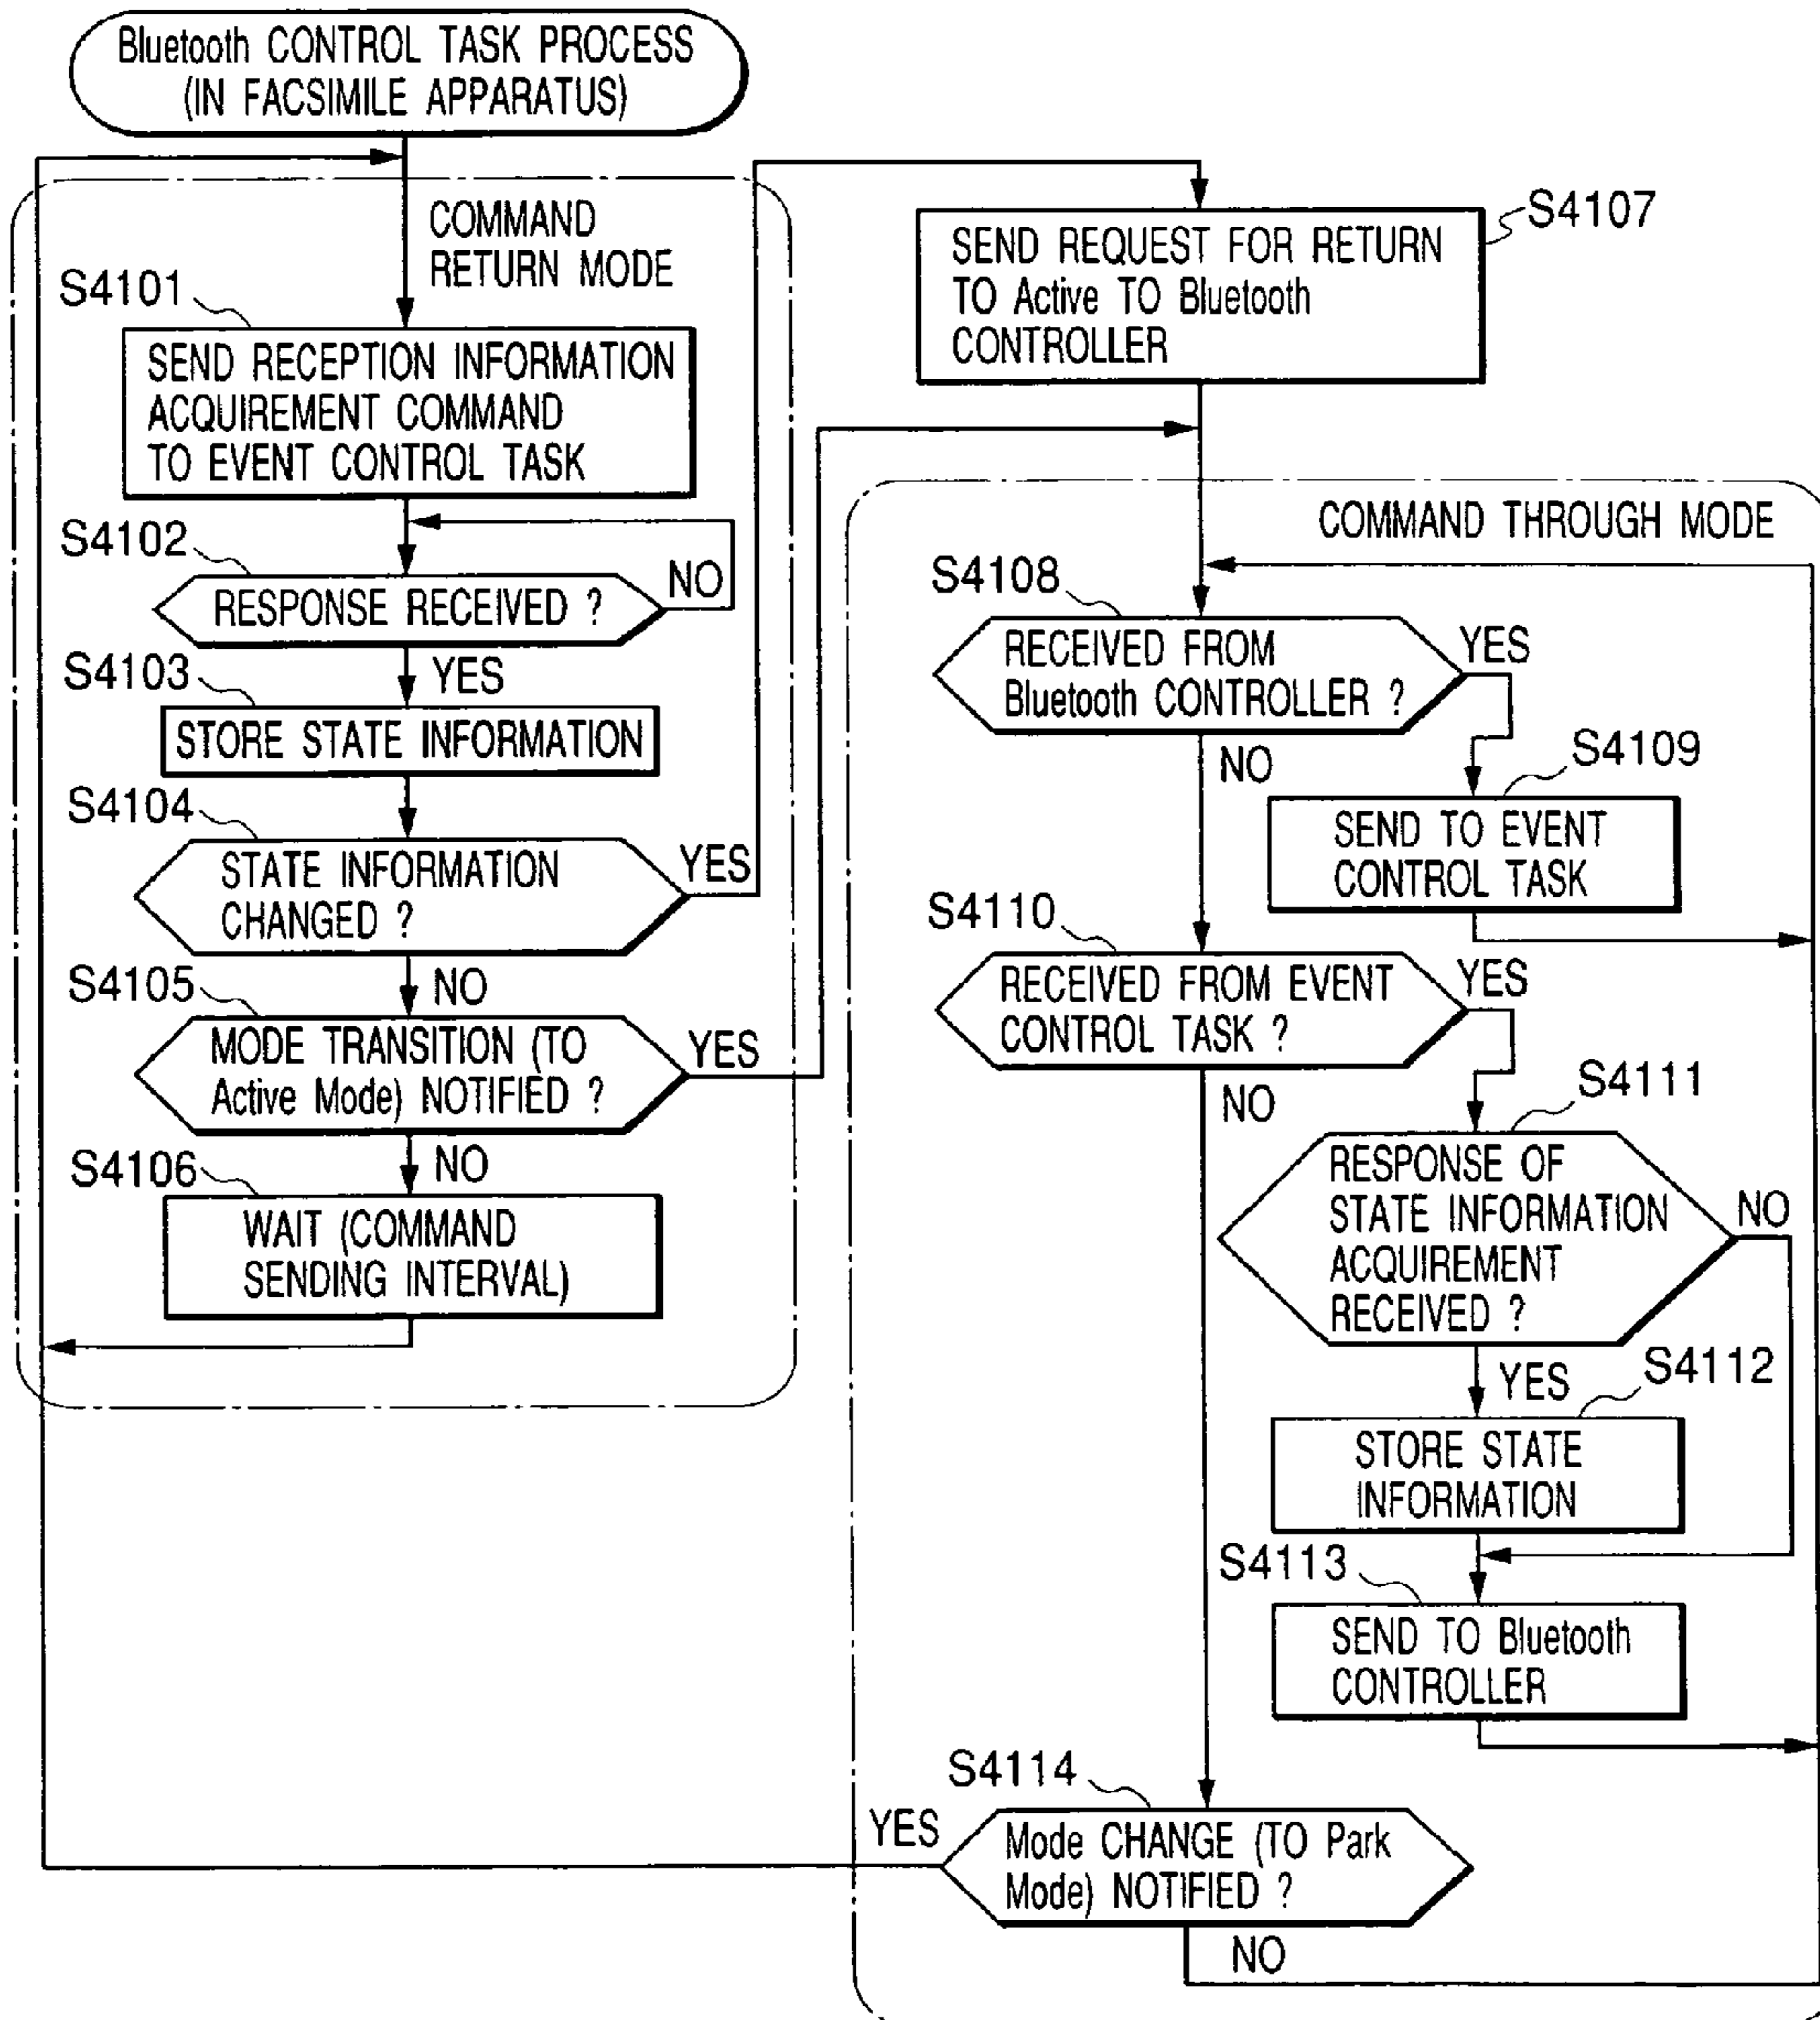 Bluetooth CONTROL TASK PROCESS
(IN FACSIMILE APPARATUS)
COMMAND
RETURN MODE
S4101
SEND RECEPTION INFORMATION
ACQUIREMENT COMMAND
TO EVENT CONTROL TASK
S4102
RESPONSE RECEIVED ?
NO
YES
S4103
STORE STATE INFORMATION
S4104
STATE INFORMATION
CHANGED ?
YES
NO
S4105
MODE TRANSITION (TO
Active Mode) NOTIFIED ?
YES
NO
S4106
WAIT (COMMAND
SENDING INTERVAL)
S4107
SEND REQUEST FOR RETURN
TO Active TO Bluetooth
CONTROLLER
COMMAND THROUGH MODE
S4108
RECEIVED FROM
Bluetooth CONTROLLER ?
YES
NO
S4109
SEND TO EVENT
CONTROL TASK
S4110
RECEIVED FROM EVENT
CONTROL TASK ?
YES
NO
S4111
RESPONSE OF
STATE INFORMATION
ACQUIREMENT
RECEIVED ?
NO
YES
S4112
STORE STATE
INFORMATION
S4113
SEND TO Bluetooth
CONTROLLER
S4114
YES
Mode CHANGE (TO Park
Mode) NOTIFIED ?
NO